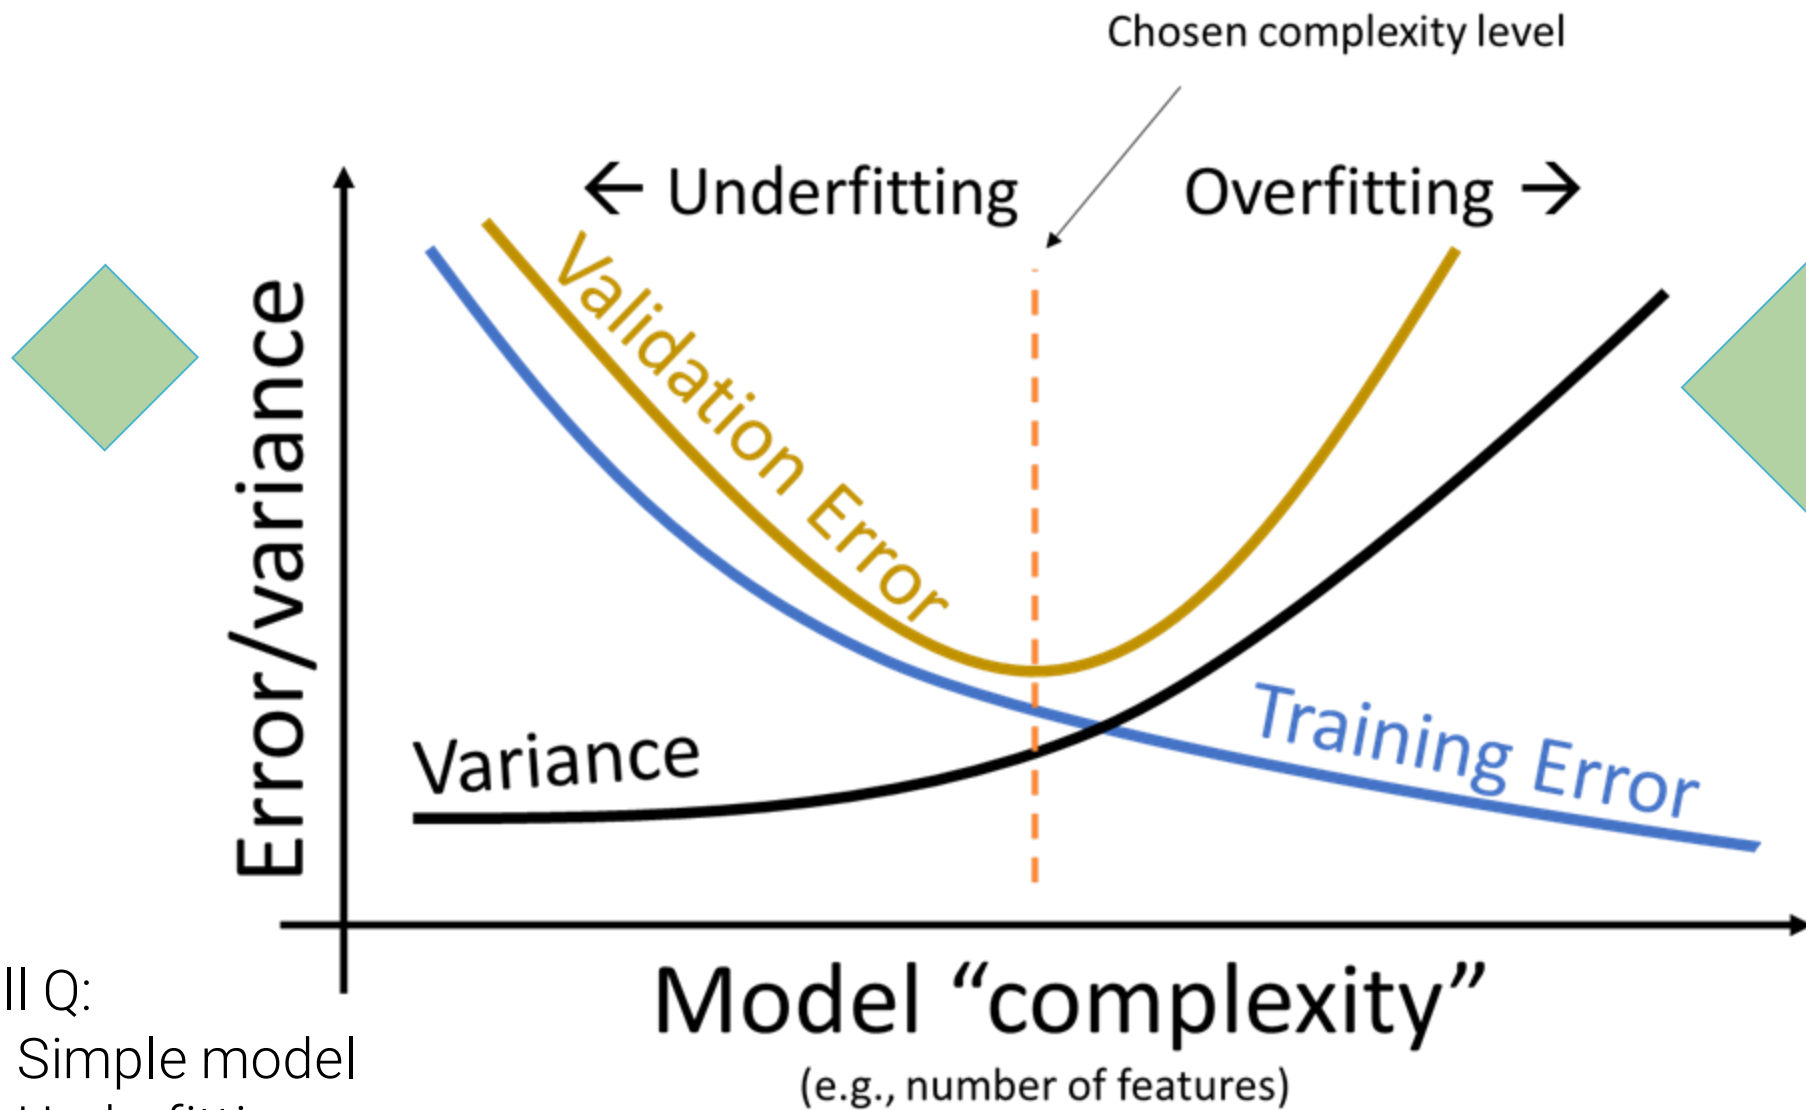 Chosen complexity level
← Underfitting
Overfitting →
Validation Error
Error/variance
Variance
Training Error
Model “complexity”
(e.g., number of features)
ll Q:
Simple model